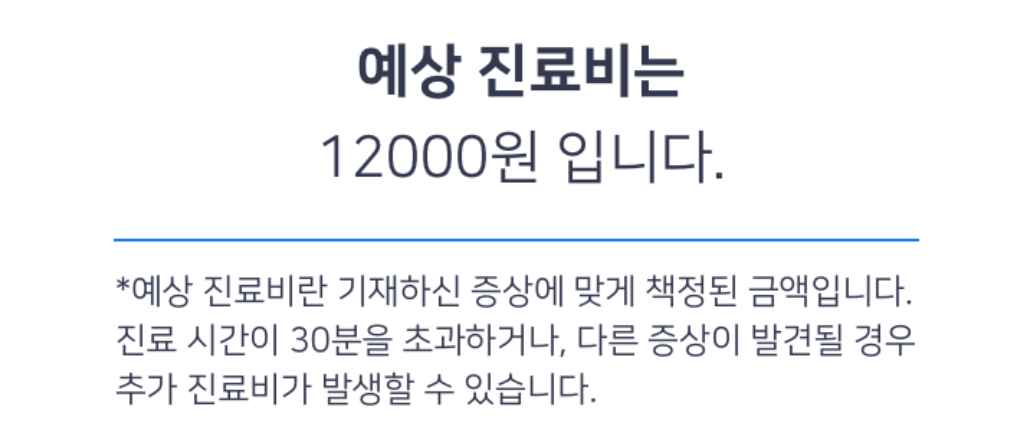 예상 진료비는
12000원 입니다.
*예상 진료비란 기재하신 증상에 맞게 책정된 금액입니다.
진료 시간이 30분을 초과하거나, 다른 증상이 발견될 경우
추가 진료비가 발생할 수 있습니다.